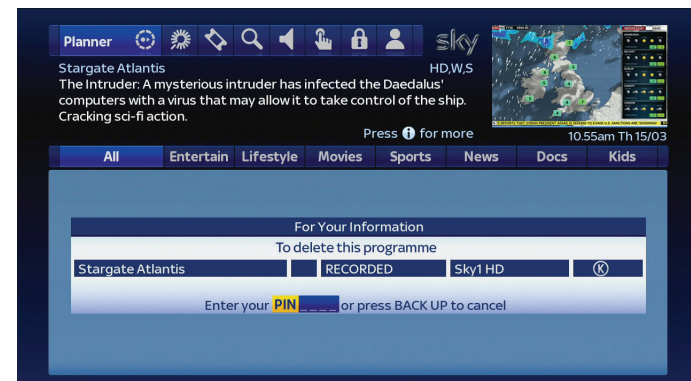 Planner
sky
Stargate Atlantis HD,W,S
The Intruder: A mysterious intruder has infected the Daedalus'
computers with a virus that may allow it to take control of the ship.
Cracking sci-fi action.
Press i for more
10.55am Th 15/03
All Entertain Lifestyle Movies Sports News Docs Kids
For Your Information
To delete this programme
Stargate Atlantis RECORDED Sky1 HD K
Enter your PIN _ _ _ _ or press BACK UP to cancel